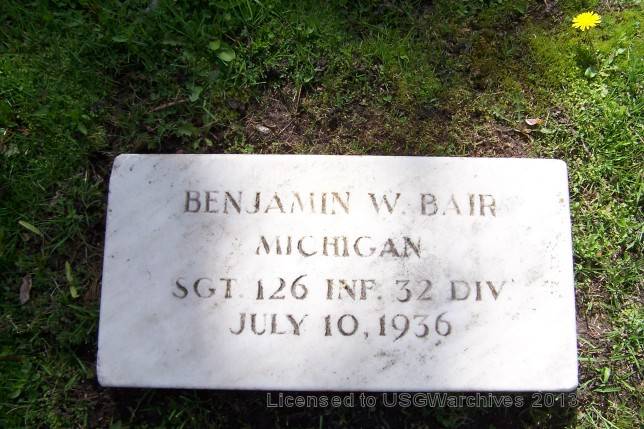 BENJAMIN W. BAIR
MICHIGAN
SGT. 126 INF. 32 DIV.
JULY 10, 1936
Licensed to USGWarchives 2013